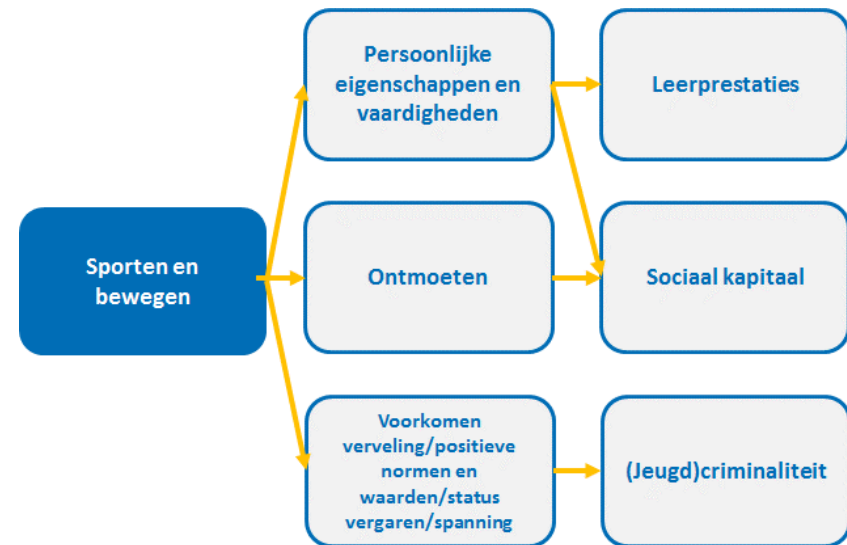 Persoonlijke
eigenschappen en
vaardigheden
Leerprestaties
Sporten en
bewegen
Ontmoeten
Sociaal kapitaal
Voorkomen
verveling/positieve
normen en
waarden/status
vergaren/spanning
(Jeugd)criminaliteit